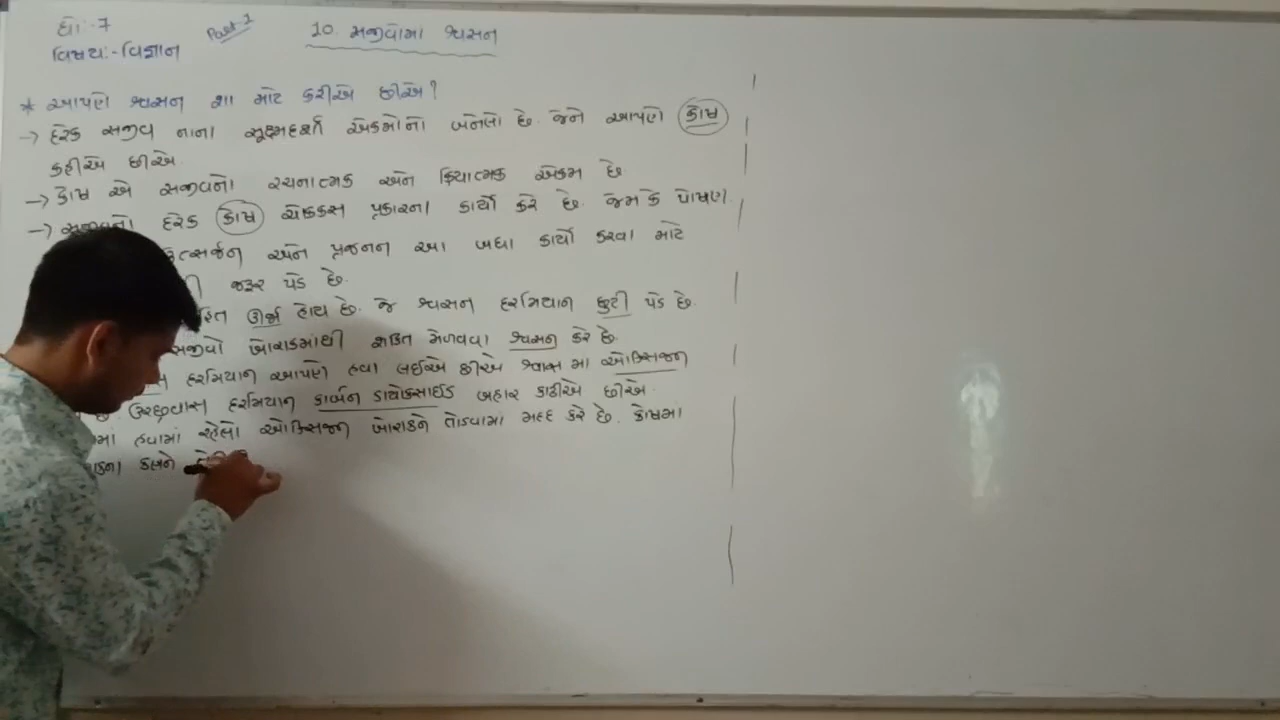 ધો:-7
Part-1
10. સજીવોમાં શ્વસન
વિષય:-વિજ્ઞાન
* આપણે શ્વસન શા માટે કરીએ છીએ?
→ દરેક સજીવ નાના સૂક્ષ્મદર્શી એકમોનો બનેલો છે. જેને આપણે કોષ
કહીએ છીએ.
→ કોષ એ સજીવનો રચનાત્મક અને ક્રિયાત્મક એકમ છે.
→ સજીવનો દરેક કોષ ચોક્કસ પ્રકારના કાર્યો કરે છે. જેમ કે પોષણ,
ઉત્સર્જન અને પ્રજનન આ બધા કાર્યો કરવા માટે
જરૂર પડે છે.
ઊર્જા હોય છે. જે શ્વસન દરમિયાન છુટી પડે છે.
સજીવો ખોરાકમાંથી શક્તિ મેળવવા શ્વસન કરે છે.
દરમિયાન આપણે હવા લઈએ છીએ શ્વાસ માં ઓક્સિજન
છે. ઉચ્છવાસ દરમિયાન કાર્બન ડાયોક્સાઈડ બહાર કાઢીએ છીએ.
હવામાં રહેલો ઓક્સિજન ખોરાકને તોડવામાં મદદ કરે છે. કોષમાં